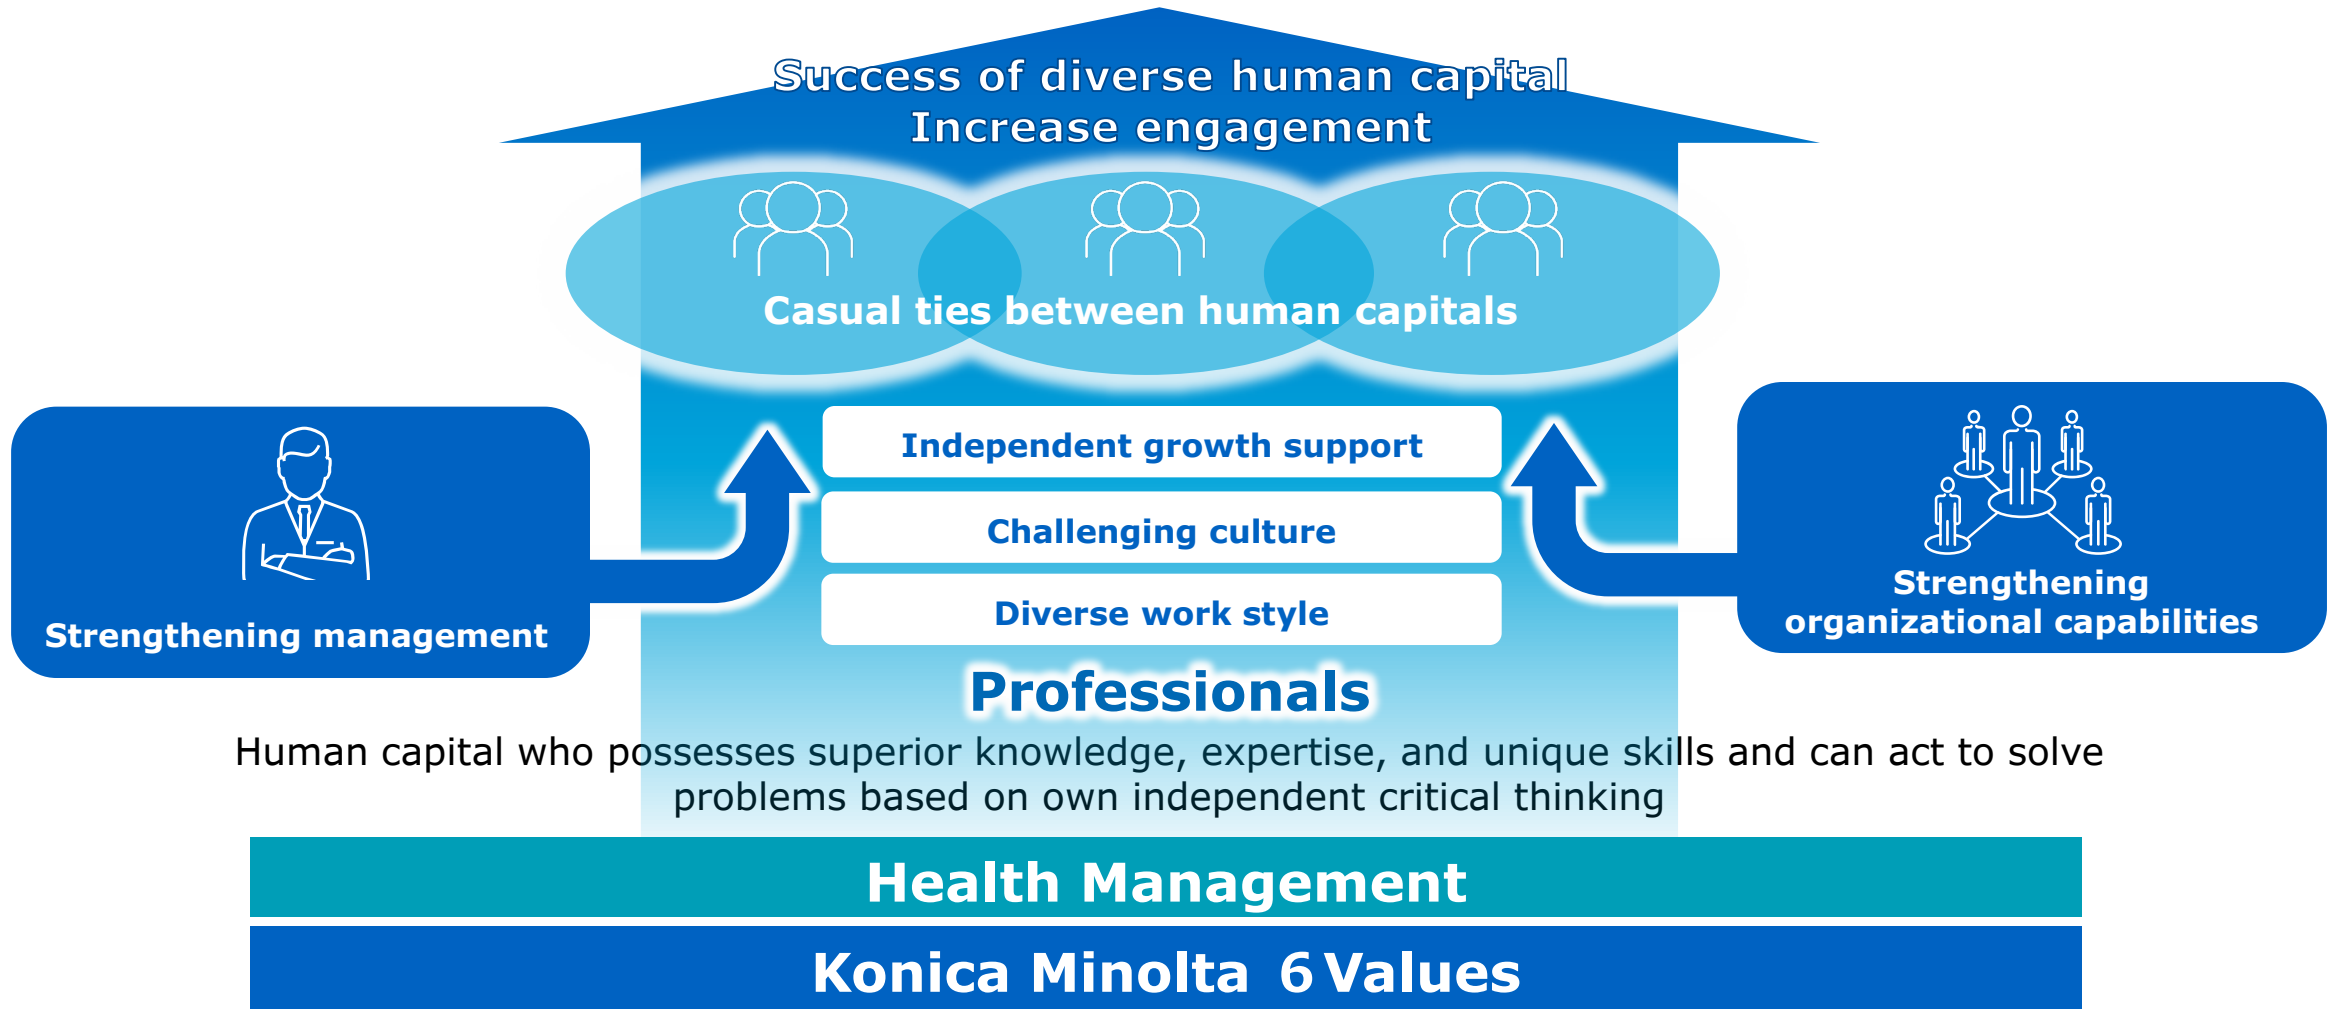 Success of diverse human capital
Increase engagement
Casual ties between human capitals
Independent growth support
Challenging culture
Diverse work style
Strengthening management
Strengthening
organizational capabilities
Professionals
Human capital who possesses superior knowledge, expertise, and unique skills and can act to solve
problems based on own independent critical thinking
Health Management
Konica Minolta 6 Values